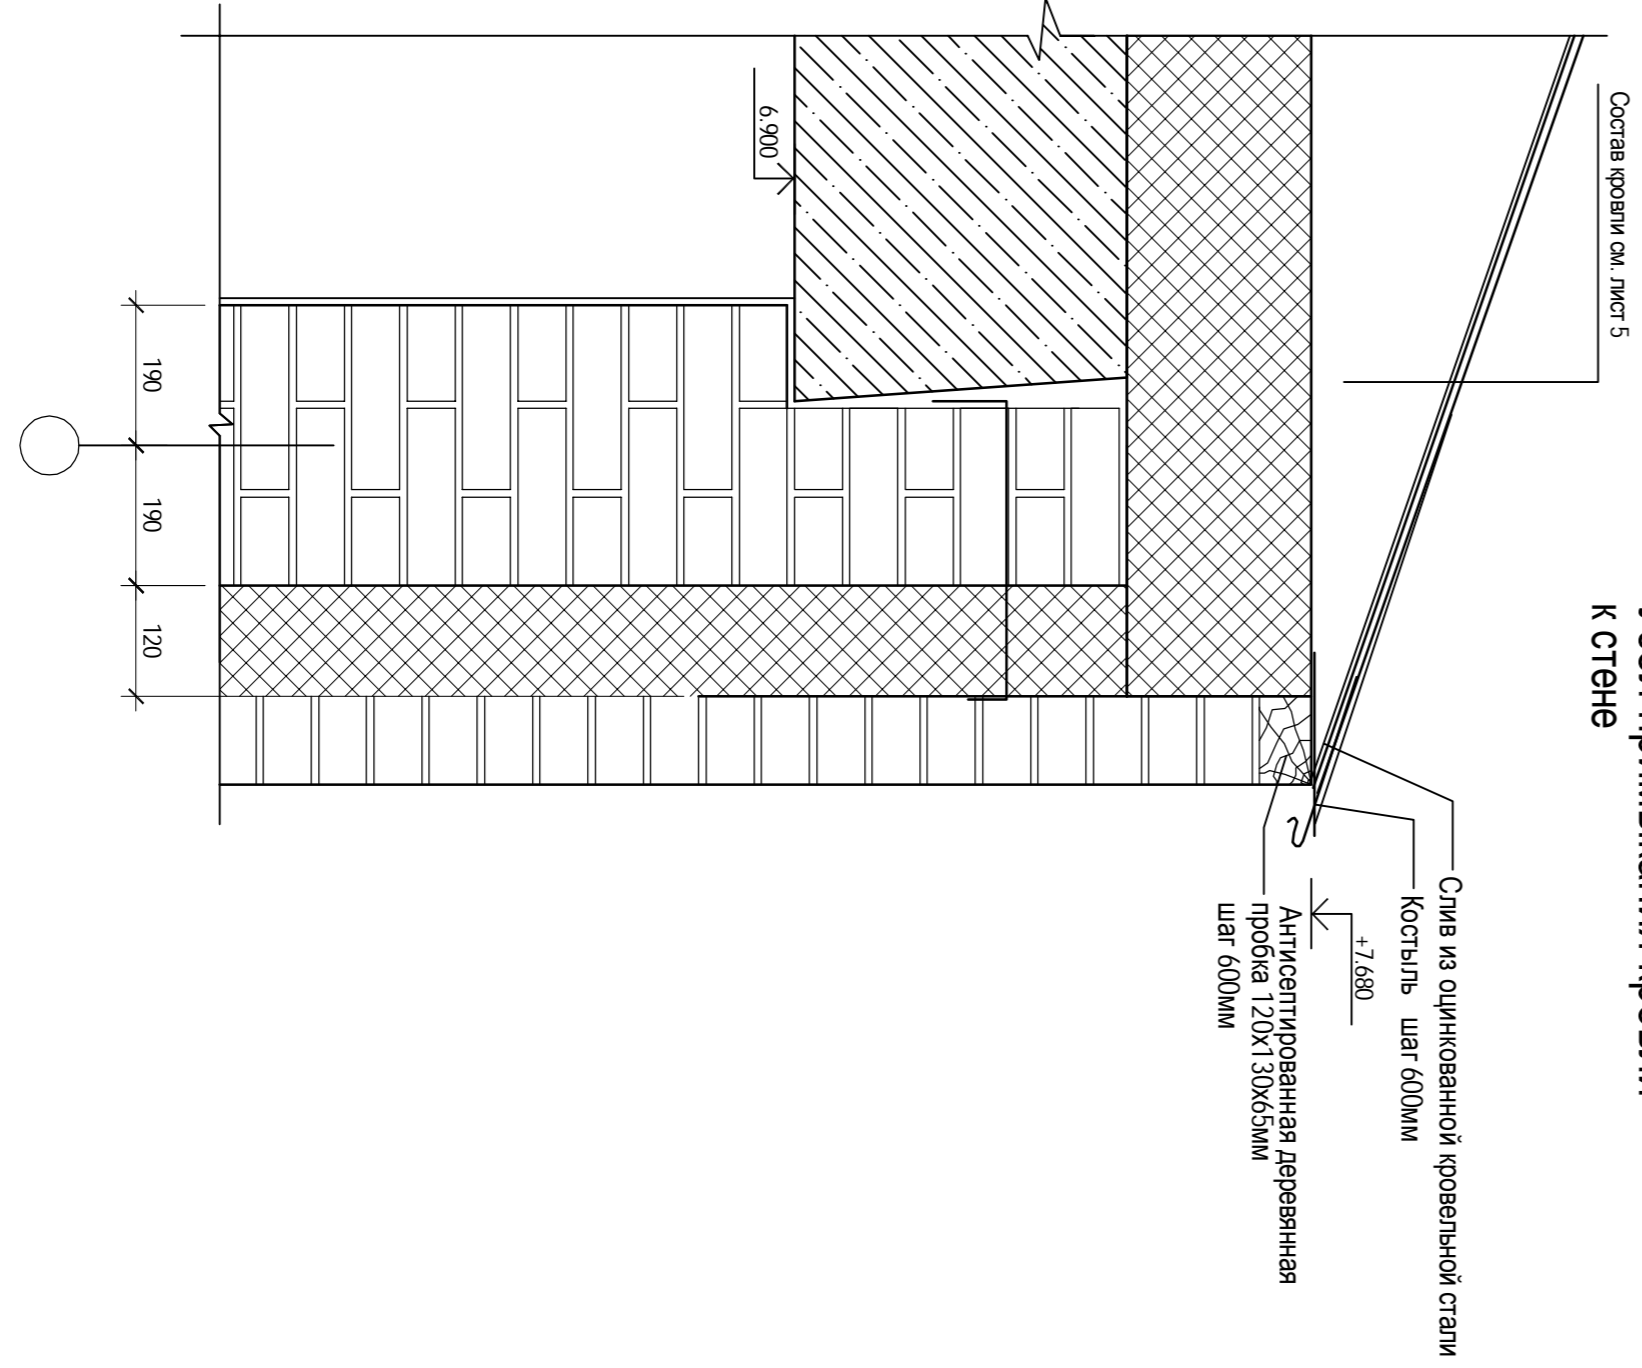 к стене
Состав кровли см. лист 5
Слив из оцинкованной кровельной стали
Костыль шаг 600мм
+7.680
Антисептированная деревянная
пробка 120х130х65мм
шаг 600мм
6.900
190
190
120